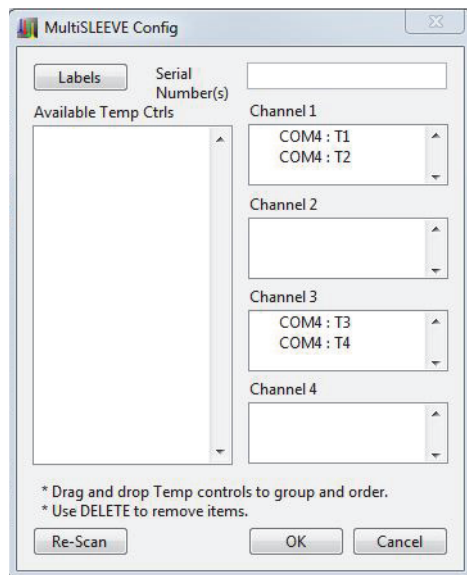 MultiSLEEVE Config
Labels
Serial
Number(s)
Available Temp Ctrls
Channel 1
COM4 : T1
COM4 : T2
Channel 2
Channel 3
COM4 : T3
COM4 : T4
Channel 4
* Drag and drop Temp controls to group and order.
* Use DELETE to remove items.
Re-Scan
OK
Cancel